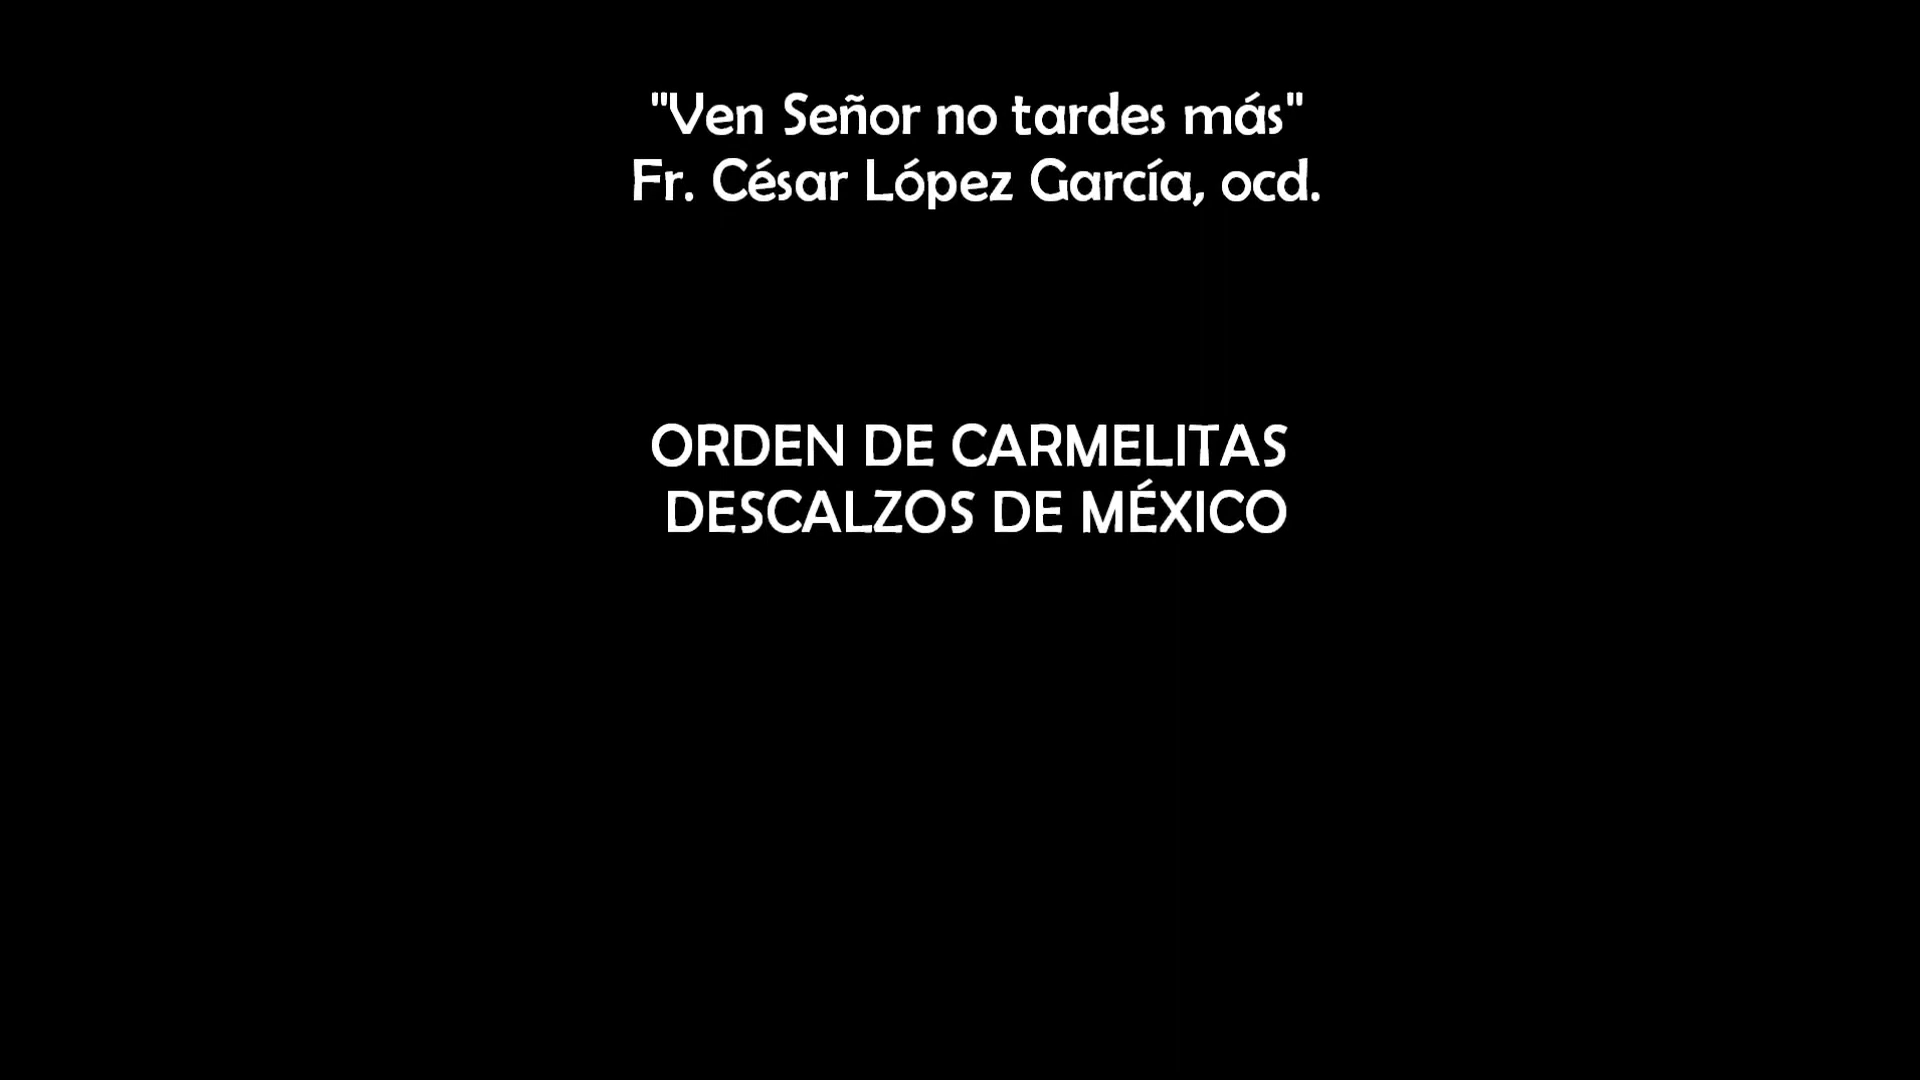 "Ven Señor no tardes más"
Fr. César López García, ocd.
ORDEN DE CARMELITAS
DESCALZOS DE MÉXICO